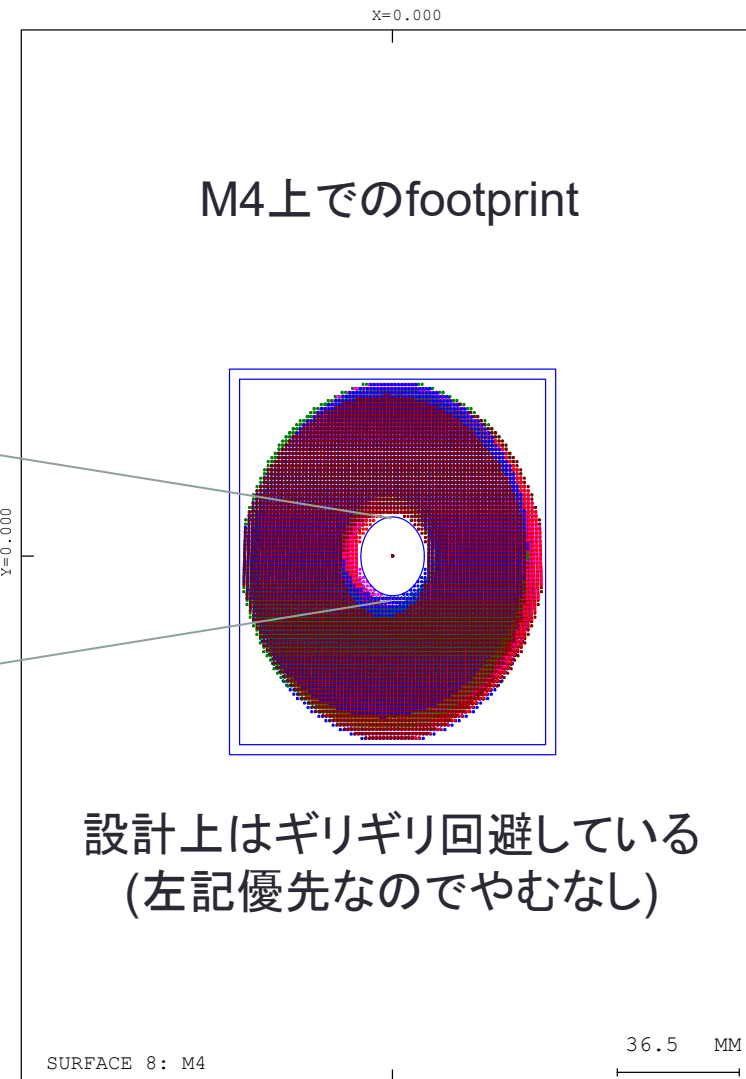 X=0.000
M4上でのfootprint
Y=0.000
設計上はギリギリ回避している
(左記優先なのでやむなし)
36.5 MM
SURFACE 8: M4